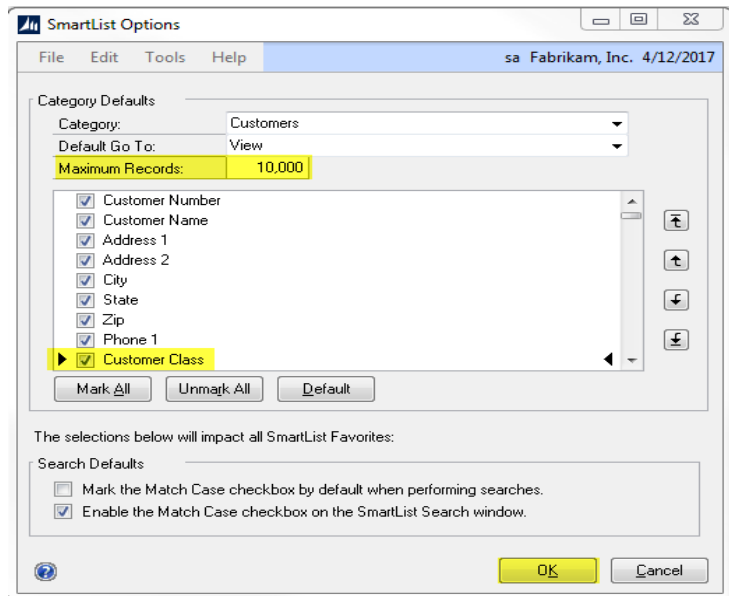 SmartList Options
File Edit Tools Help sa Fabrikam, Inc. 4/12/2017
Category Defaults
Category: Customers
Default Go To: View
Maximum Records: 10,000
Customer Number
Customer Name
Address 1
Address 2
City
State
Zip
Phone 1
Customer Class
Mark All Unmark All Default
The selections below will impact all SmartList Favorites:
Search Defaults
Mark the Match Case checkbox by default when performing searches.
Enable the Match Case checkbox on the SmartList Search window.
OK Cancel